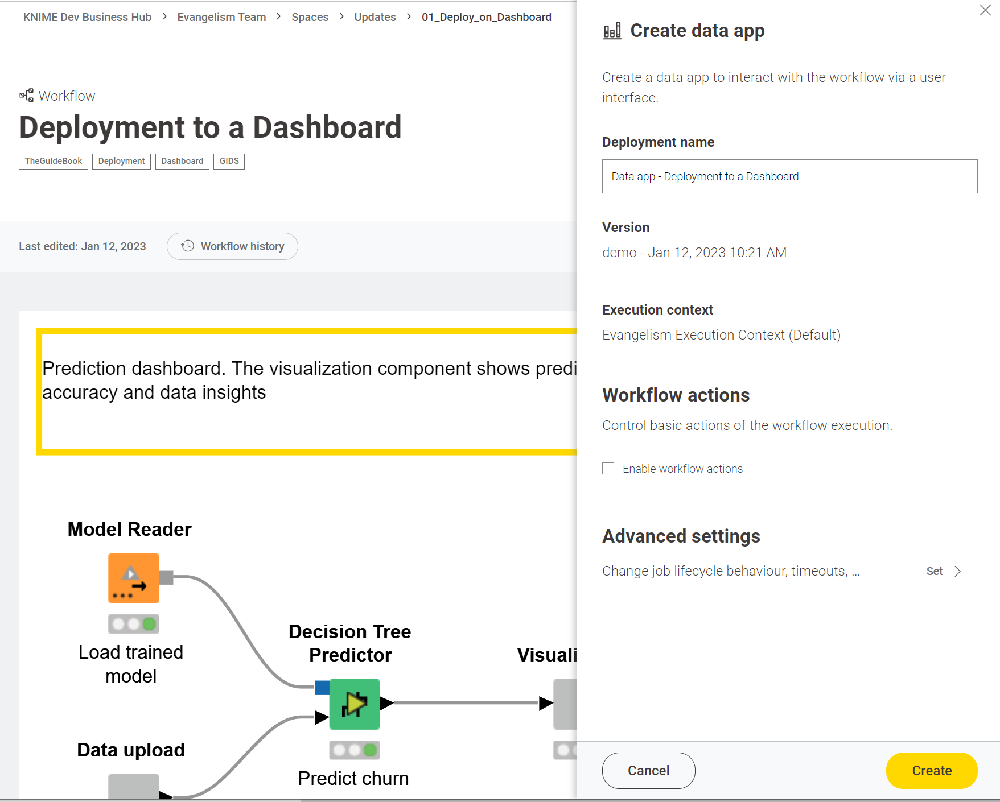 KNIME Dev Business Hub > Evangelism Team > Spaces > Updates > 01_Deploy_on_Dashboard
Workflow
Deployment to a Dashboard
TheGuideBook Deployment Dashboard GIDS
Last edited: Jan 12, 2023 Workflow history
Prediction dashboard. The visualization component shows predi
accuracy and data insights
Model Reader
Load trained
model
Decision Tree
Predictor
Predict churn
Visuali
Data upload
Create data app
Create a data app to interact with the workflow via a user
interface.
Deployment name
Data app - Deployment to a Dashboard
Version
demo - Jan 12, 2023 10:21 AM
Execution context
Evangelism Execution Context (Default)
Workflow actions
Control basic actions of the workflow execution.
Enable workflow actions
Advanced settings
Change job lifecycle behaviour, timeouts, ... Set >
Cancel Create